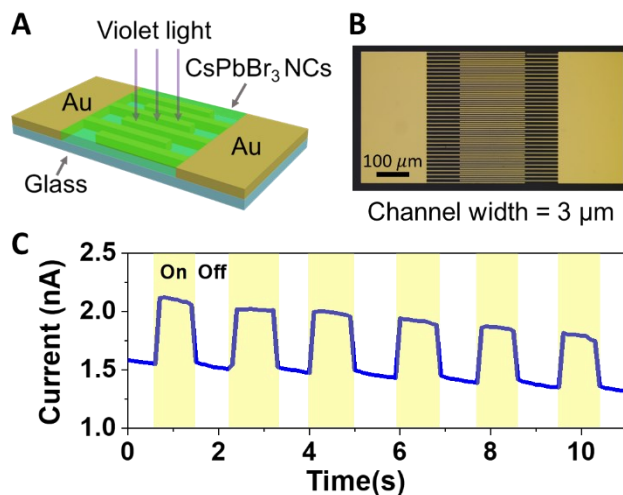 A
Violet light
CsPbBr3 NCs
Au
Au
Glass
B
100 μm
Channel width = 3 μm
C
Current (nA)
2.5
2.0
1.5
1.0
On Off
0 2 4 6 8 10
Time(s)